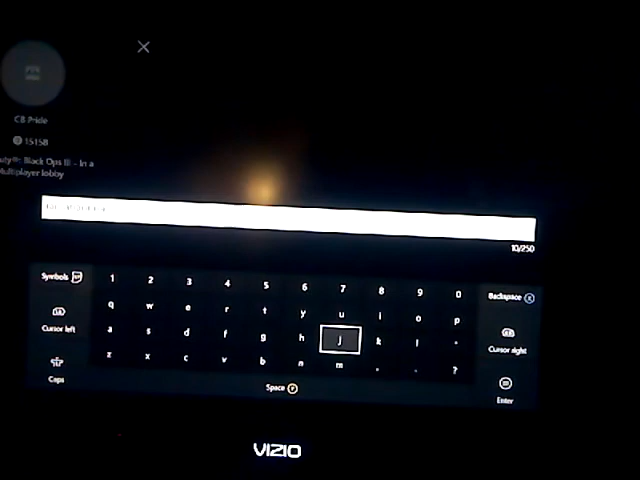 CB Pride
15158
uty®: Black Ops III - In a
Multiplayer lobby
10/250
Symbols
1 2 3 4 5 6 7 8 9 0
Backspace X
q w e r t y u i o p
Cursor left
a s d f g h j k l
Cursor right
z x c v b n m , . ?
Caps
Space Y
Enter
VIZIO